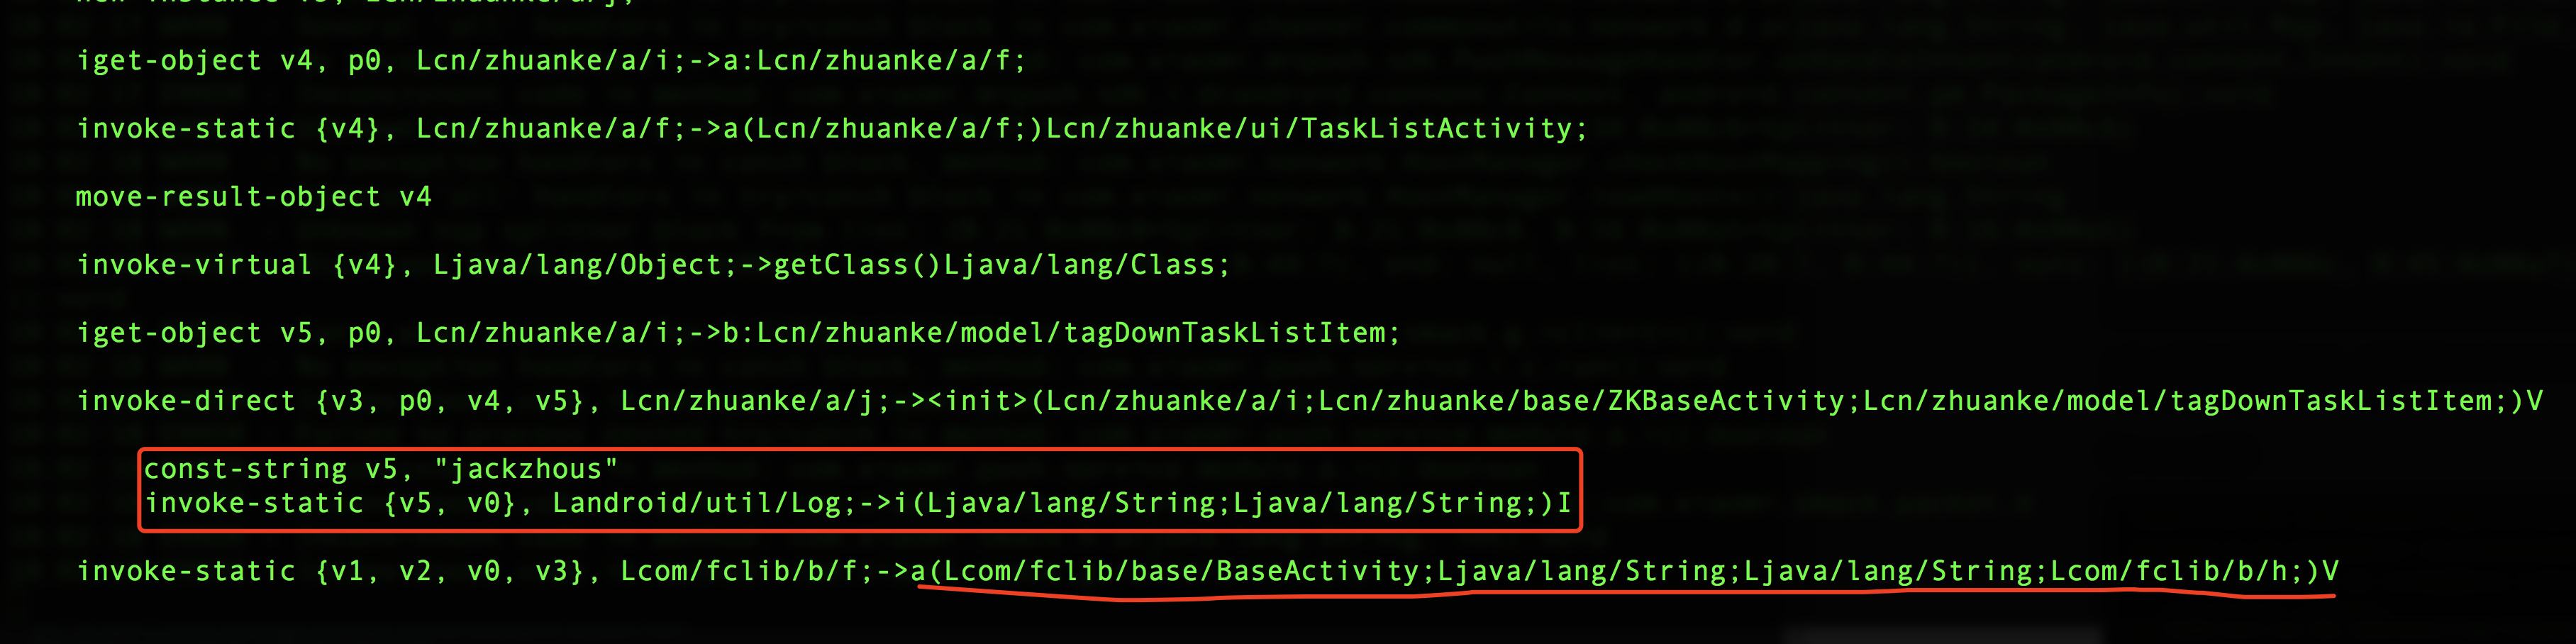 iget-object v4, p0, Lcn/zhuanke/a/i;->a:Lcn/zhuanke/a/f;
invoke-static {v4}, Lcn/zhuanke/a/f;->a(Lcn/zhuanke/a/f;)Lcn/zhuanke/ui/TaskListActivity;
move-result-object v4
invoke-virtual {v4}, Ljava/lang/Object;->getClass()Ljava/lang/Class;
iget-object v5, p0, Lcn/zhuanke/a/i;->b:Lcn/zhuanke/model/tagDownTaskListItem;
invoke-direct {v3, p0, v4, v5}, Lcn/zhuanke/a/j;-><init>(Lcn/zhuanke/a/i;Lcn/zhuanke/base/ZKBaseActivity;Lcn/zhuanke/model/tagDownTaskListItem;)V
const-string v5, "jackzhous"
invoke-static {v5, v0}, Landroid/util/Log;->i(Ljava/lang/String;Ljava/lang/String;)I
invoke-static {v1, v2, v0, v3}, Lcom/fclib/b/f;->a(Lcom/fclib/base/BaseActivity;Ljava/lang/String;Ljava/lang/String;Lcom/fclib/b/h;)V